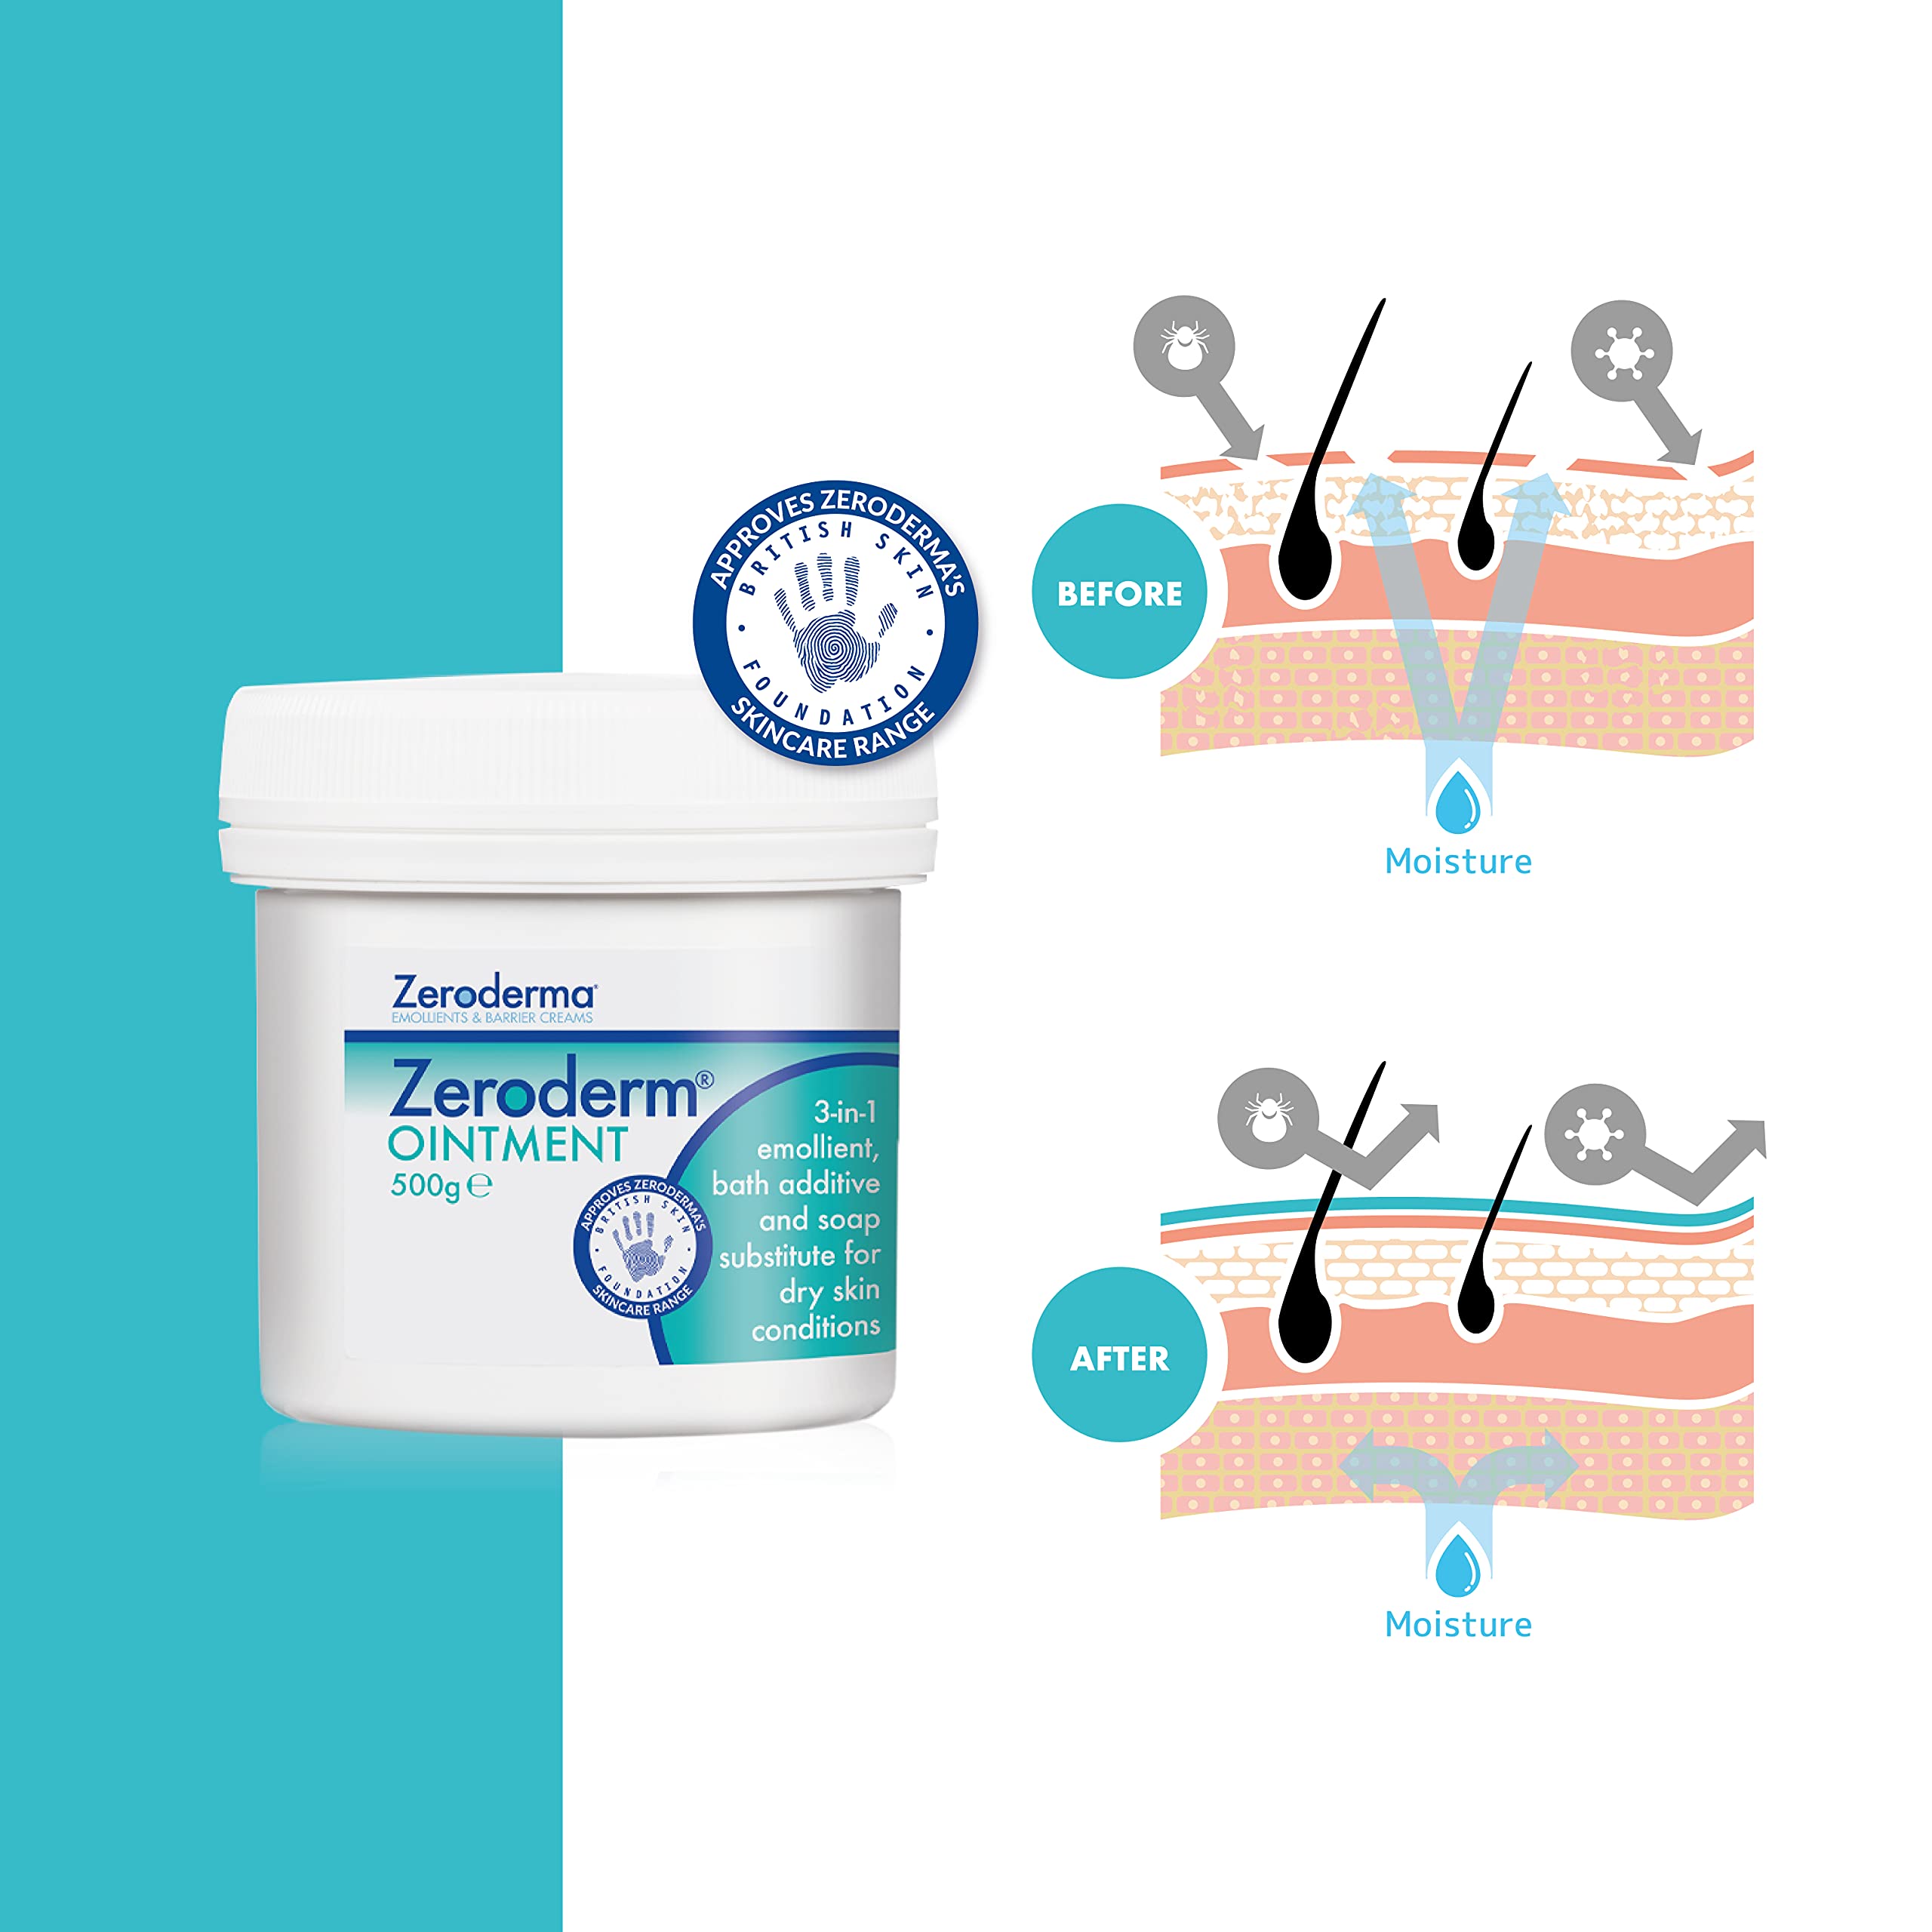 APPROVES ZERODERMA'S
BRITISH SKIN
FOUNDATION
SKINCARE RANGE
Zeroderma
EMOLLIENTS & BARRIER CREAMS
Zeroderm®
OINTMENT
500g ℮
APPROVES ZERODERMA'S
BRITISH SKIN
FOUNDATION
SKINCARE RANGE
3-in-1
emollient,
bath additive
and soap
substitute for
dry skin
conditions
BEFORE
Moisture
AFTER
Moisture